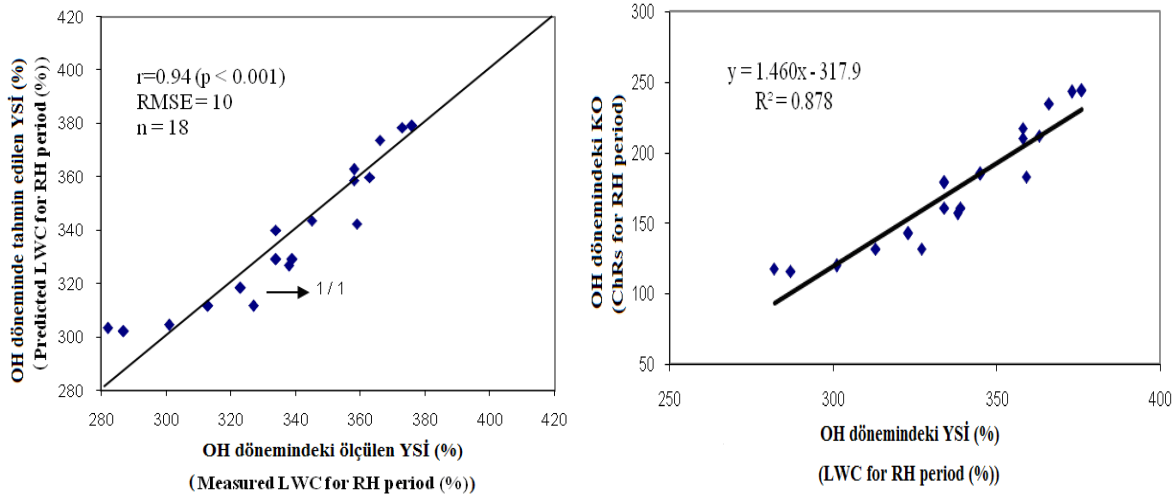 OH döneminde tahmin edilen YSİ (%)
(Predicted LWC for RH period (%))
420
400
380
360
340
320
300
280
r=0.94 (p < 0.001)
RMSE = 10
n = 18
1 / 1
280 300 320 340 360 380 400 420
OH dönemindeki ölçülen YSİ (%)
(Measured LWC for RH period (%))
OH dönemindeki KO
(ChRs for RH period)
300
250
200
150
100
50
y = 1.460x - 317.9
R² = 0.878
250 300 350 400
OH dönemindeki YSİ (%)
(LWC for RH period (%)